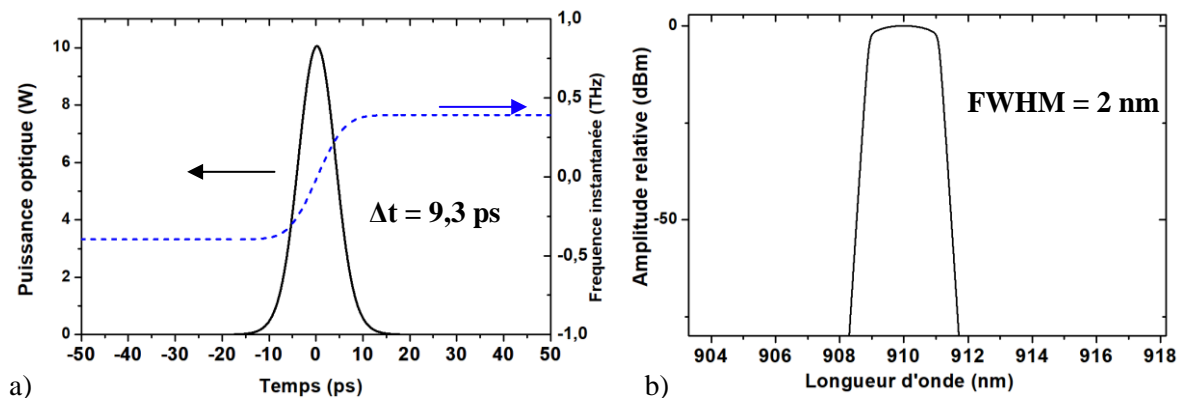 1,0
10
8
6
4
2
0
0,5
0,0
-0,5
-1,0
Puissance optique (W)
Frequence instantanée (THz)
Δt = 9,3 ps
-50 -40 -30 -20 -10 0 10 20 30 40 50
Temps (ps)
a)
0
-50
Amplitude relative (dBm)
FWHM = 2 nm
904 906 908 910 912 914 916 918
Longueur d'onde (nm)
b)